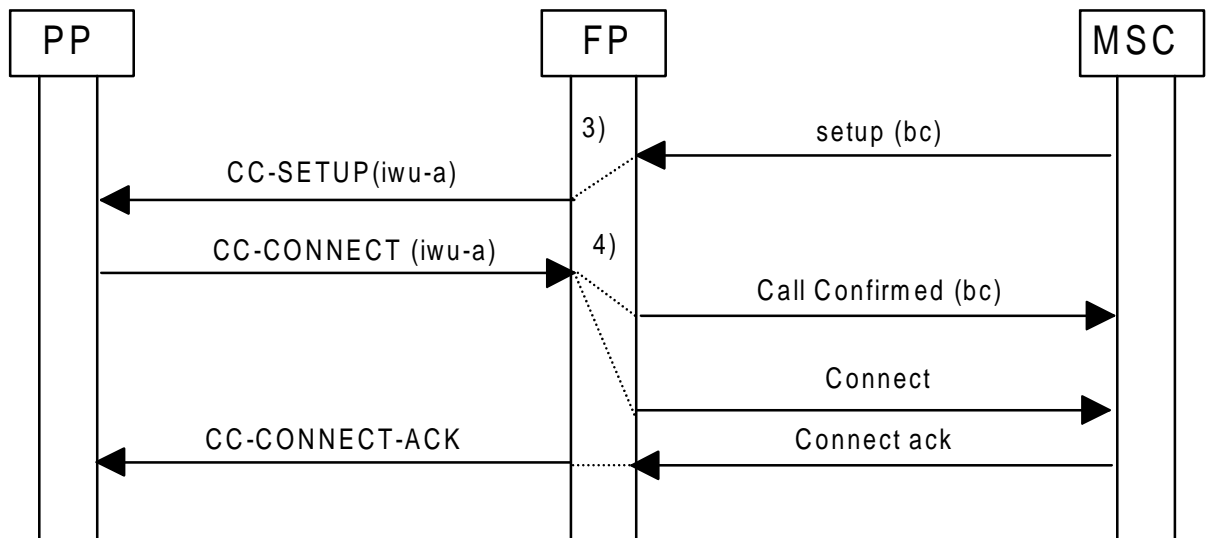 PP
FP
MSC
3)
setup (bc)
CC-SETUP(iwu-a)
CC-CONNECT (iwu-a)
4)
Call Confirmed (bc)
Connect
CC-CONNECT-ACK
Connect ack